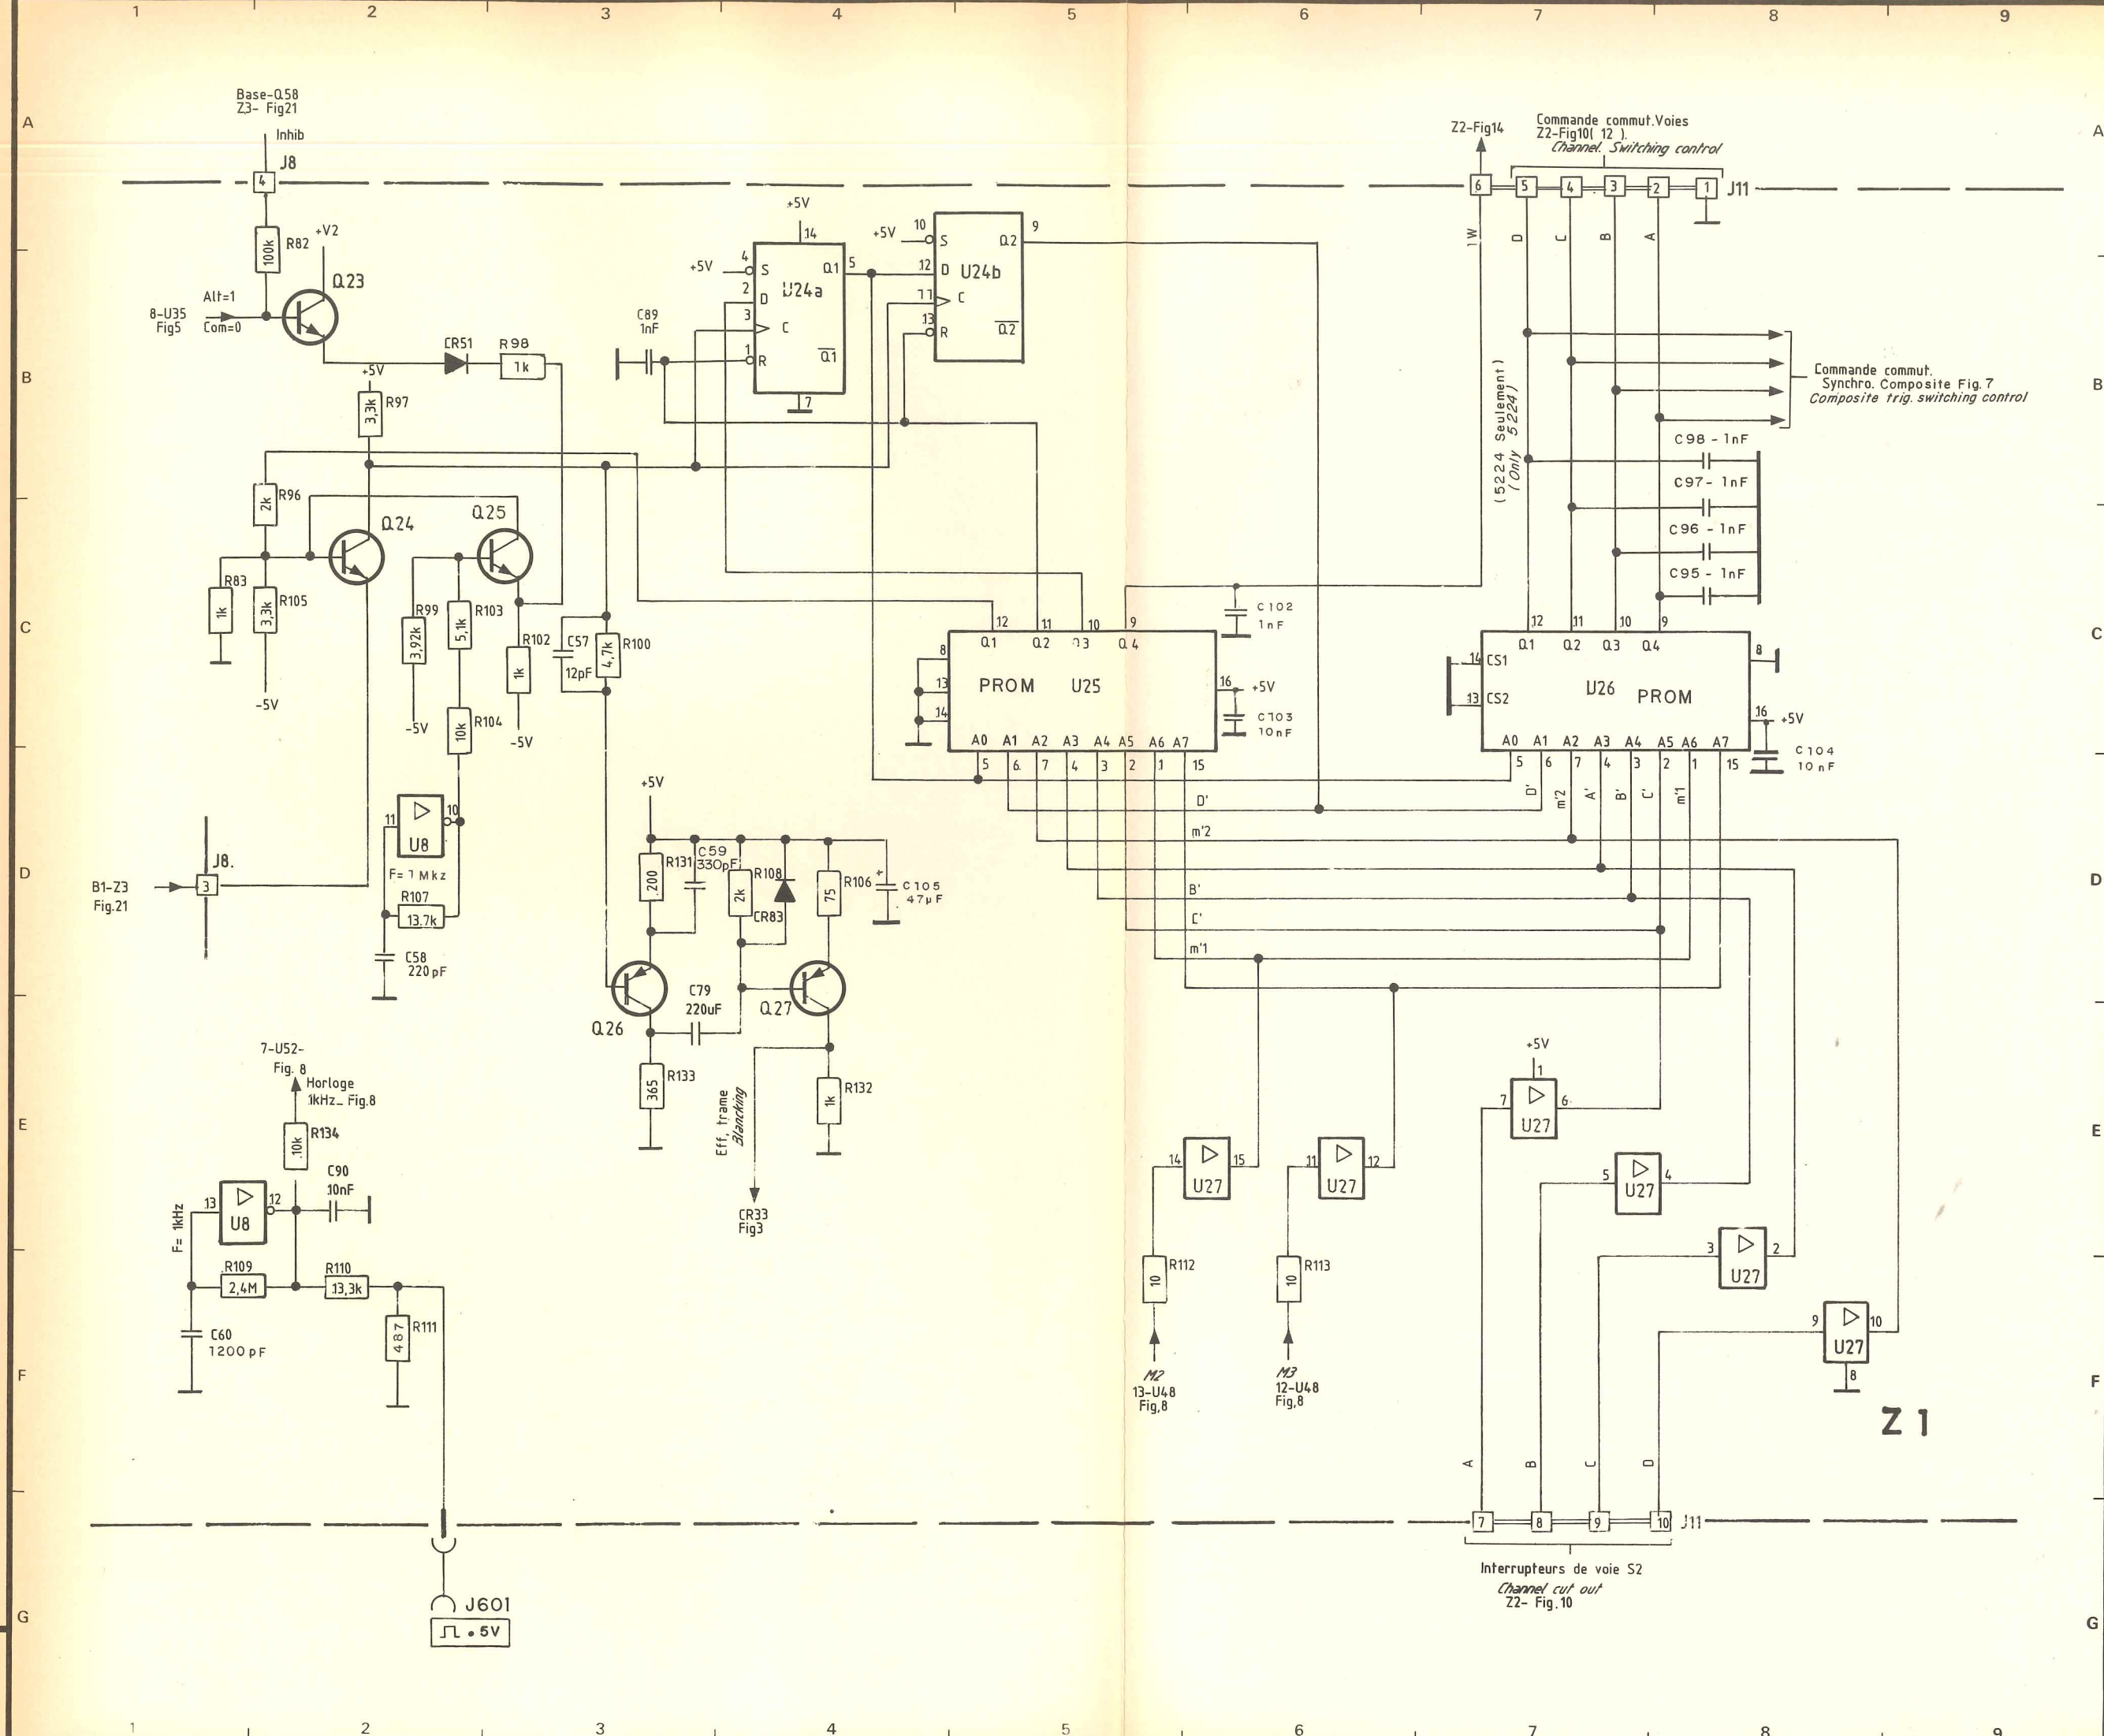 1 2 3 4 5 6 7 8 9
A
A
Base-Q58
Z3- Fig21
Inhib
J8
4
Z2-Fig14
Commande commut.Voies
Z2-Fig10( 12 ).
Channel. Switching control
6 5 4 3 2 1 J11
1W D C B A
R82
100k
+V2
Q23
8-U35
Fig5
Alt=1
Com=0
CR51
R98
1k
+5V
14
+5V
4
S
Q1
5
2
D
U24a
3
C
1
R
Q1
7
C89
1nF
+5V
10
S
Q2
9
12
D
U24b
11
C
13
R
Q2
B
B
(5224 Seulement)
(Only 5224)
Commande commut.
Synchro. Composite Fig.7
Composite trig. switching control
C98 - 1nF
C97- 1nF
C96 - 1nF
C95 - 1nF
+5V
3,3k
R97
2k
R96
Q24
Q25
R83
1k
3,3k
R105
-5V
R99
3,92k
-5V
R103
5,1k
R104
10k
R102
1k
-5V
C57
12pF
4,7k
R100
C
C
12 11 10 9
Q1 Q2 Q3 Q4
8
13
14
PROM U25
16
+5V
C102
1nF
C103
10nF
A0 A1 A2 A3 A4 A5 A6 A7
5 6 7 4 3 2 1 15
12 11 10 9
Q1 Q2 Q3 Q4
14
CS1
13
CS2
U26 PROM
8
16
+5V
C104
10nF
A0 A1 A2 A3 A4 A5 A6 A7
5 6 7 4 3 2 1 15
D' m'2 A' B' C' m'1
D'
m'2
B'
C'
m'1
D
D
11
10
U8
F= 1 Mkz
R107
13.7k
C58
220pF
J8.
3
B1-Z3
Fig.21
+5V
R131
200
C59
330pF
R108
2k
CR83
75
R106
+
C105
47µF
Q26
C79
220uF
Q27
365
R133
1k
R132
Eff, trame
Blancking
CR33
Fig3
E
E
7-U52-
Fig. 8
Horloge
1kHz_ Fig.8
10k
R134
C90
10nF
F= 1kHz
13
12
U8
R109
2,4M
R110
13,3k
487
R111
C60
1200pF
+5V
1
7
6
U27
5
4
U27
3
2
U27
9
10
U27
8
14
15
U27
11
12
U27
10
R112
10
R113
M2
13-U48
Fig,8
M3
12-U48
Fig,8
F
F
Z 1
A B C D
7 8 9 10 J11
Interrupteurs de voie S2
Channel cut out
Z2- Fig.10
J601
.5V
G
G
1 2 3 4 5 6 7 8 9